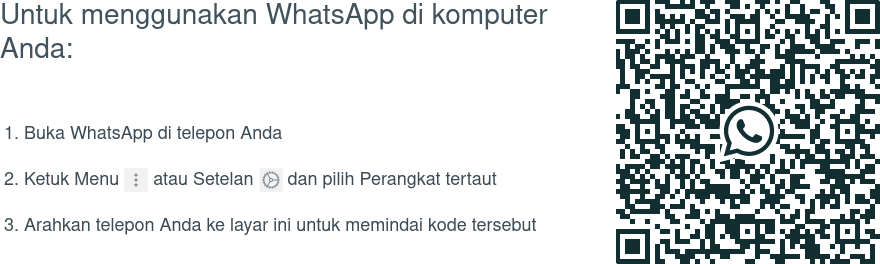 Untuk menggunakan WhatsApp di komputer
Anda:
1. Buka WhatsApp di telepon Anda
2. Ketuk Menu atau Setelan dan pilih Perangkat tertaut
3. Arahkan telepon Anda ke layar ini untuk memindai kode tersebut